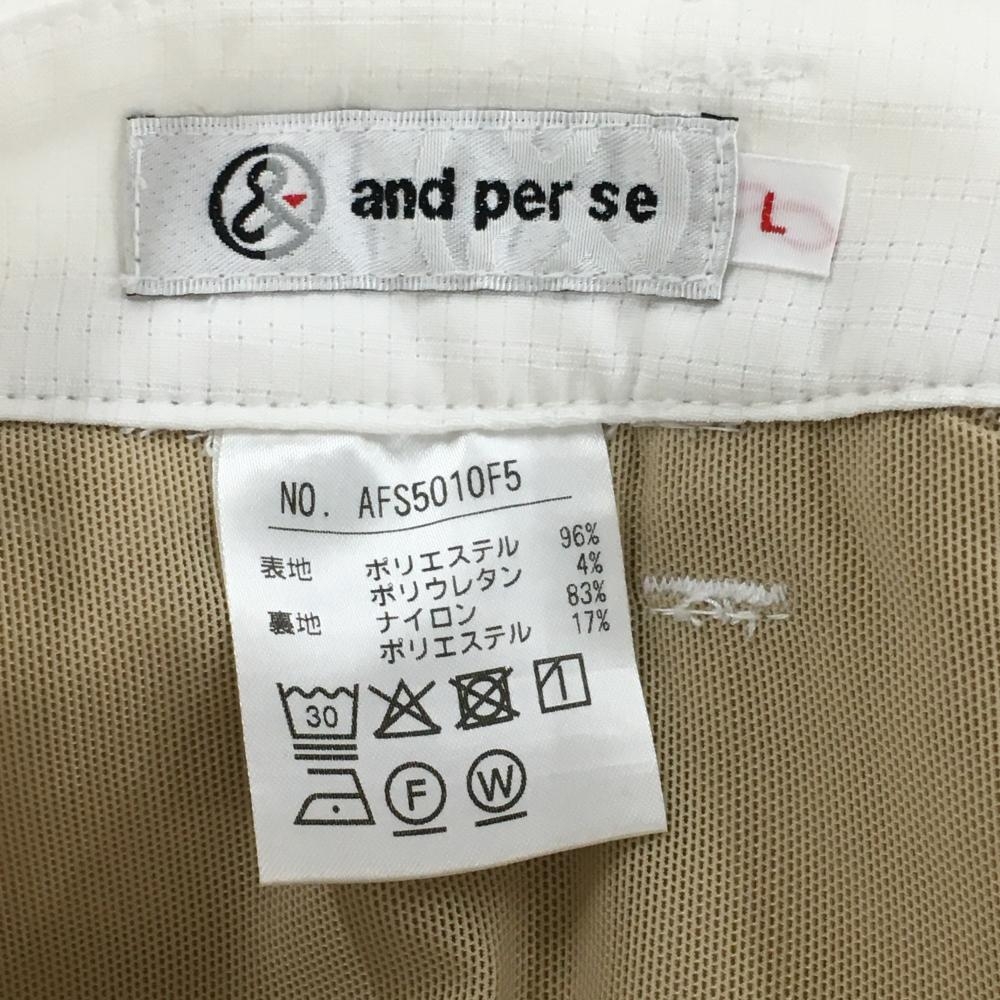 & and per se
L
NO. AFS5010F5
表地 ポリエステル 96%
ポリウレタン 4%
裏地 ナイロン 83%
ポリエステル 17%
30
F W